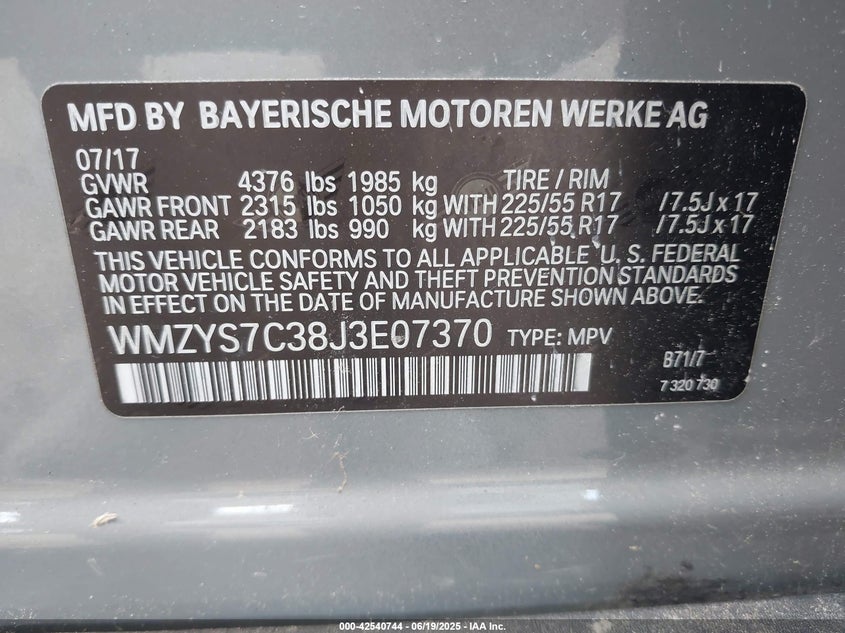 MFD BY BAYERISCHE MOTOREN WERKE AG
07/17
GVWR 4376 lbs 1985 kg TIRE / RIM
GAWR FRONT 2315 lbs 1050 kg WITH 225/55 R17 /7.5J x 17
GAWR REAR 2183 lbs 990 kg WITH 225/55 R17 /7.5J x 17
THIS VEHICLE CONFORMS TO ALL APPLICABLE U. S. FEDERAL
MOTOR VEHICLE SAFETY AND THEFT PREVENTION STANDARDS
IN EFFECT ON THE DATE OF MANUFACTURE SHOWN ABOVE.
WMZYS7C38J3E07370 TYPE: MPV
B71/7
7 320 730
000-42540744 - 06/19/2025 - IAA Inc.